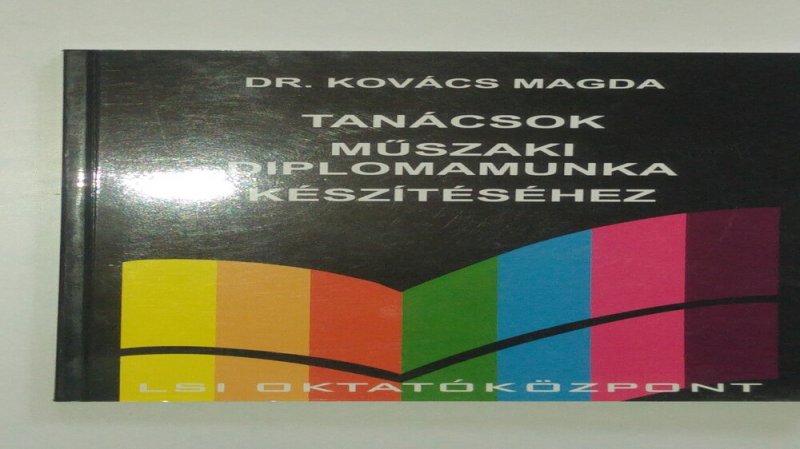 DR. KOVÁCS MAGDA
TANÁCSOK
MŰSZAKI
DIPLOMAMUNKA
KÉSZÍTÉSÉHEZ
LSI OKTATÓKÖZPONT